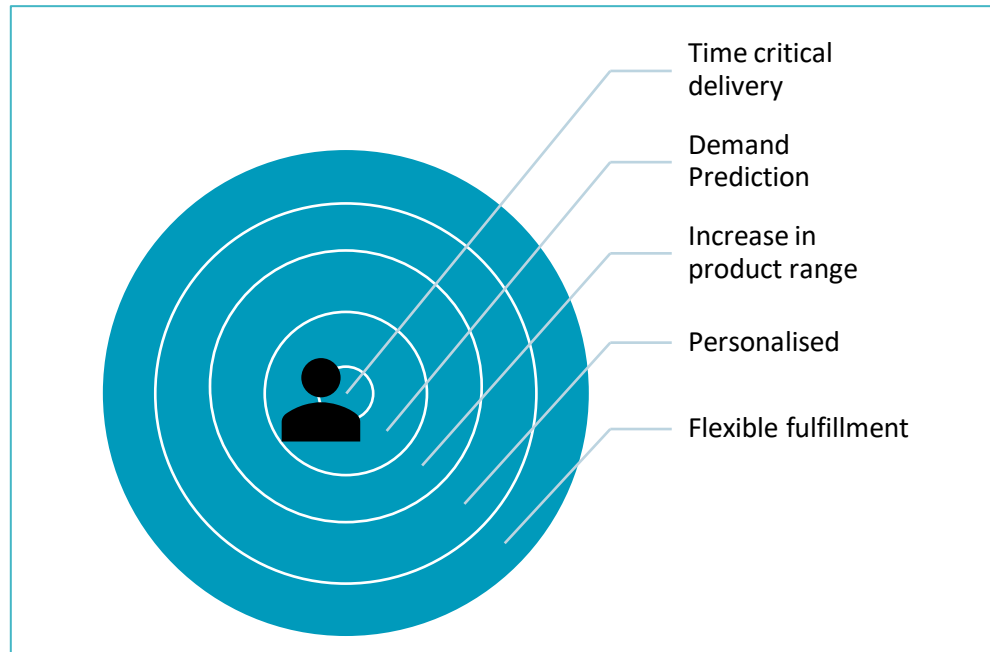 Time critical
delivery
Demand
Prediction
Increase in
product range
Personalised
Flexible fulfillment